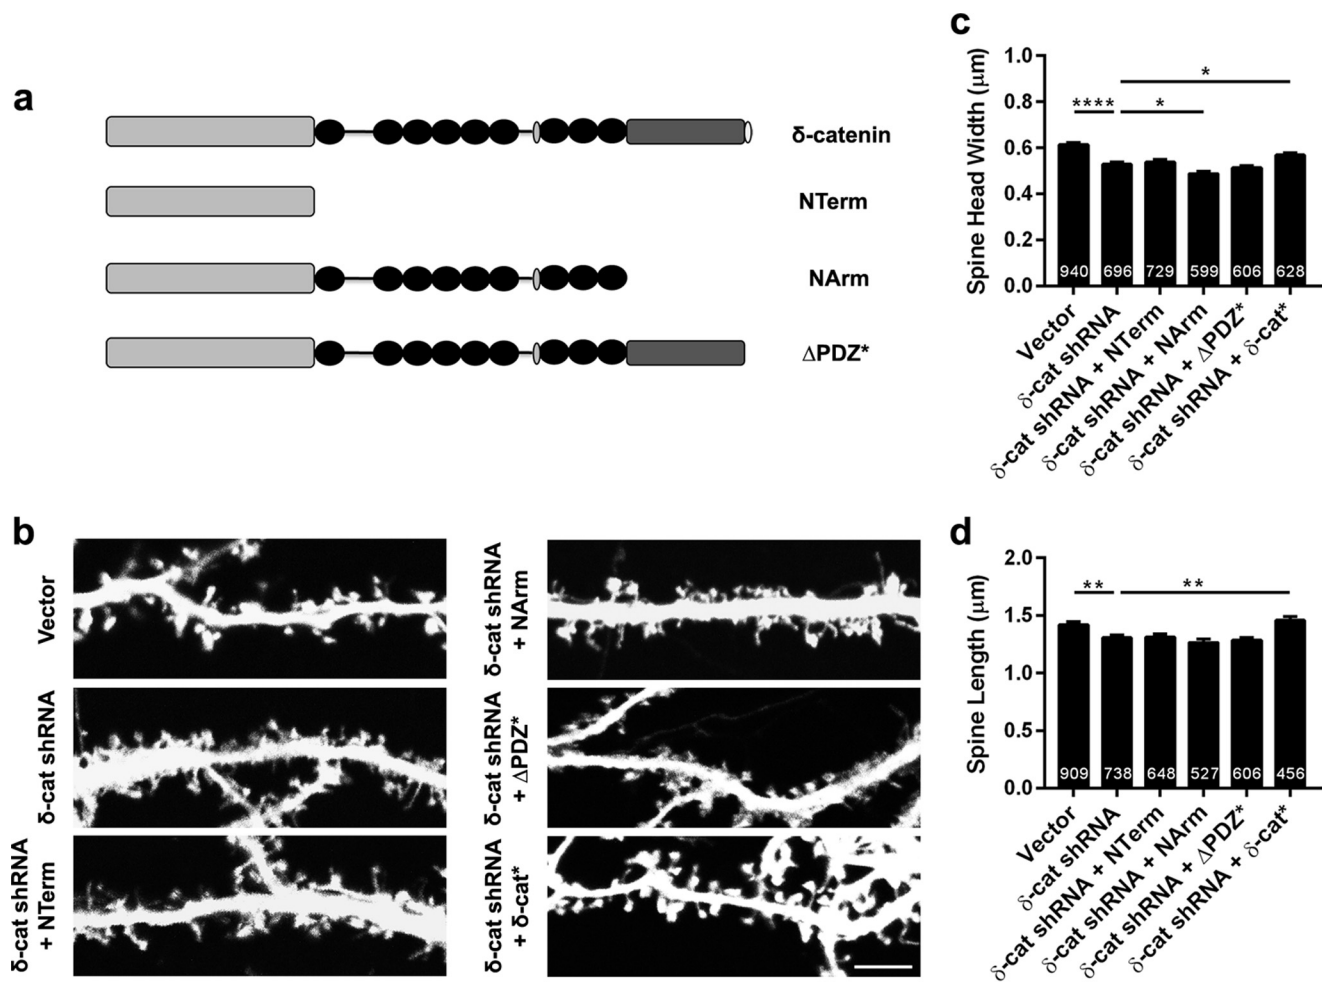 a
δ-catenin
NTerm
NArm
ΔPDZ*
b
Vector
δ-cat shRNA
δ-cat shRNA
+ NTerm
δ-cat shRNA
+ NArm
δ-cat shRNA
+ ΔPDZ*
δ-cat shRNA
+ δ-cat*
c
Spine Head Width (μm)
1.0
0.8
0.6
0.4
0.2
0.0
*
**** *
940 696 729 599 606 628
Vector
δ-cat shRNA
δ-cat shRNA + NTerm
δ-cat shRNA + NArm
δ-cat shRNA + ΔPDZ*
δ-cat shRNA + δ-cat*
d
Spine Length (μm)
2.0
1.5
1.0
0.5
0.0
** **
909 738 648 527 606 456
Vector
δ-cat shRNA
δ-cat shRNA + NTerm
δ-cat shRNA + NArm
δ-cat shRNA + ΔPDZ*
δ-cat shRNA + δ-cat*